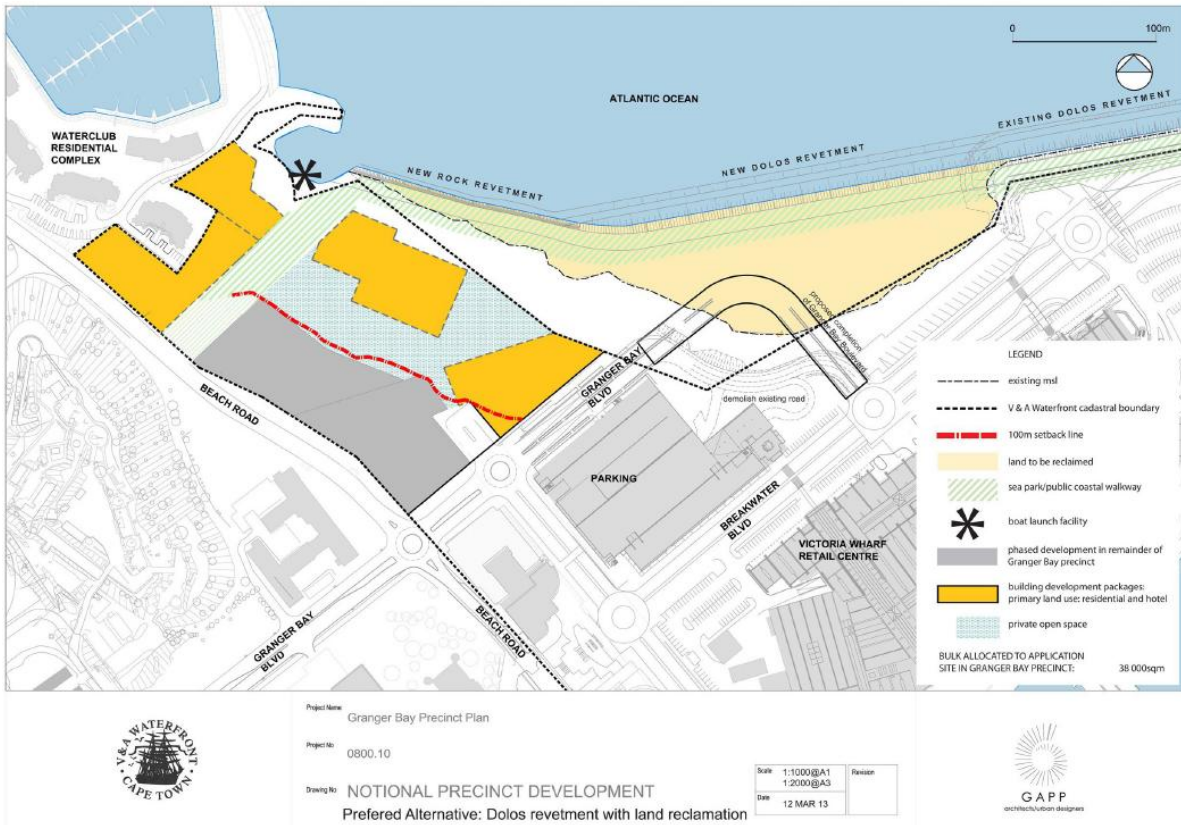 0 100m
ATLANTIC OCEAN
EXISTING DOLOS REVETMENT
WATERCLUB
RESIDENTIAL
COMPLEX
NEW ROCK REVETMENT
NEW DOLOS REVETMENT
proposed completion
of Granger Bay Boulevard
GRANGER BAY
BLVD
demolish existing road
BEACH ROAD
PARKING
BREAKWATER
BLVD
VICTORIA WHARF
RETAIL CENTRE
GRANGER BAY
BLVD
BEACH ROAD
LEGEND
existing msl
V & A Waterfront cadastral boundary
100m setback line
land to be reclaimed
sea park/public coastal walkway
boat launch facility
phased development in remainder of
Granger Bay precinct
building development packages:
primary land use: residential and hotel
private open space
BULK ALLOCATED TO APPLICATION
SITE IN GRANGER BAY PRECINCT: 38 000sqm
V&A WATERFRONT
CAPE TOWN
Project Name Granger Bay Precinct Plan
Project No 0800.10
Drawing No NOTIONAL PRECINCT DEVELOPMENT
Prefered Alternative: Dolos revetment with land reclamation
Scale 1:1000@A1
1:2000@A3
Revision
Date 12 MAR 13
GAPP
architects/urban designers